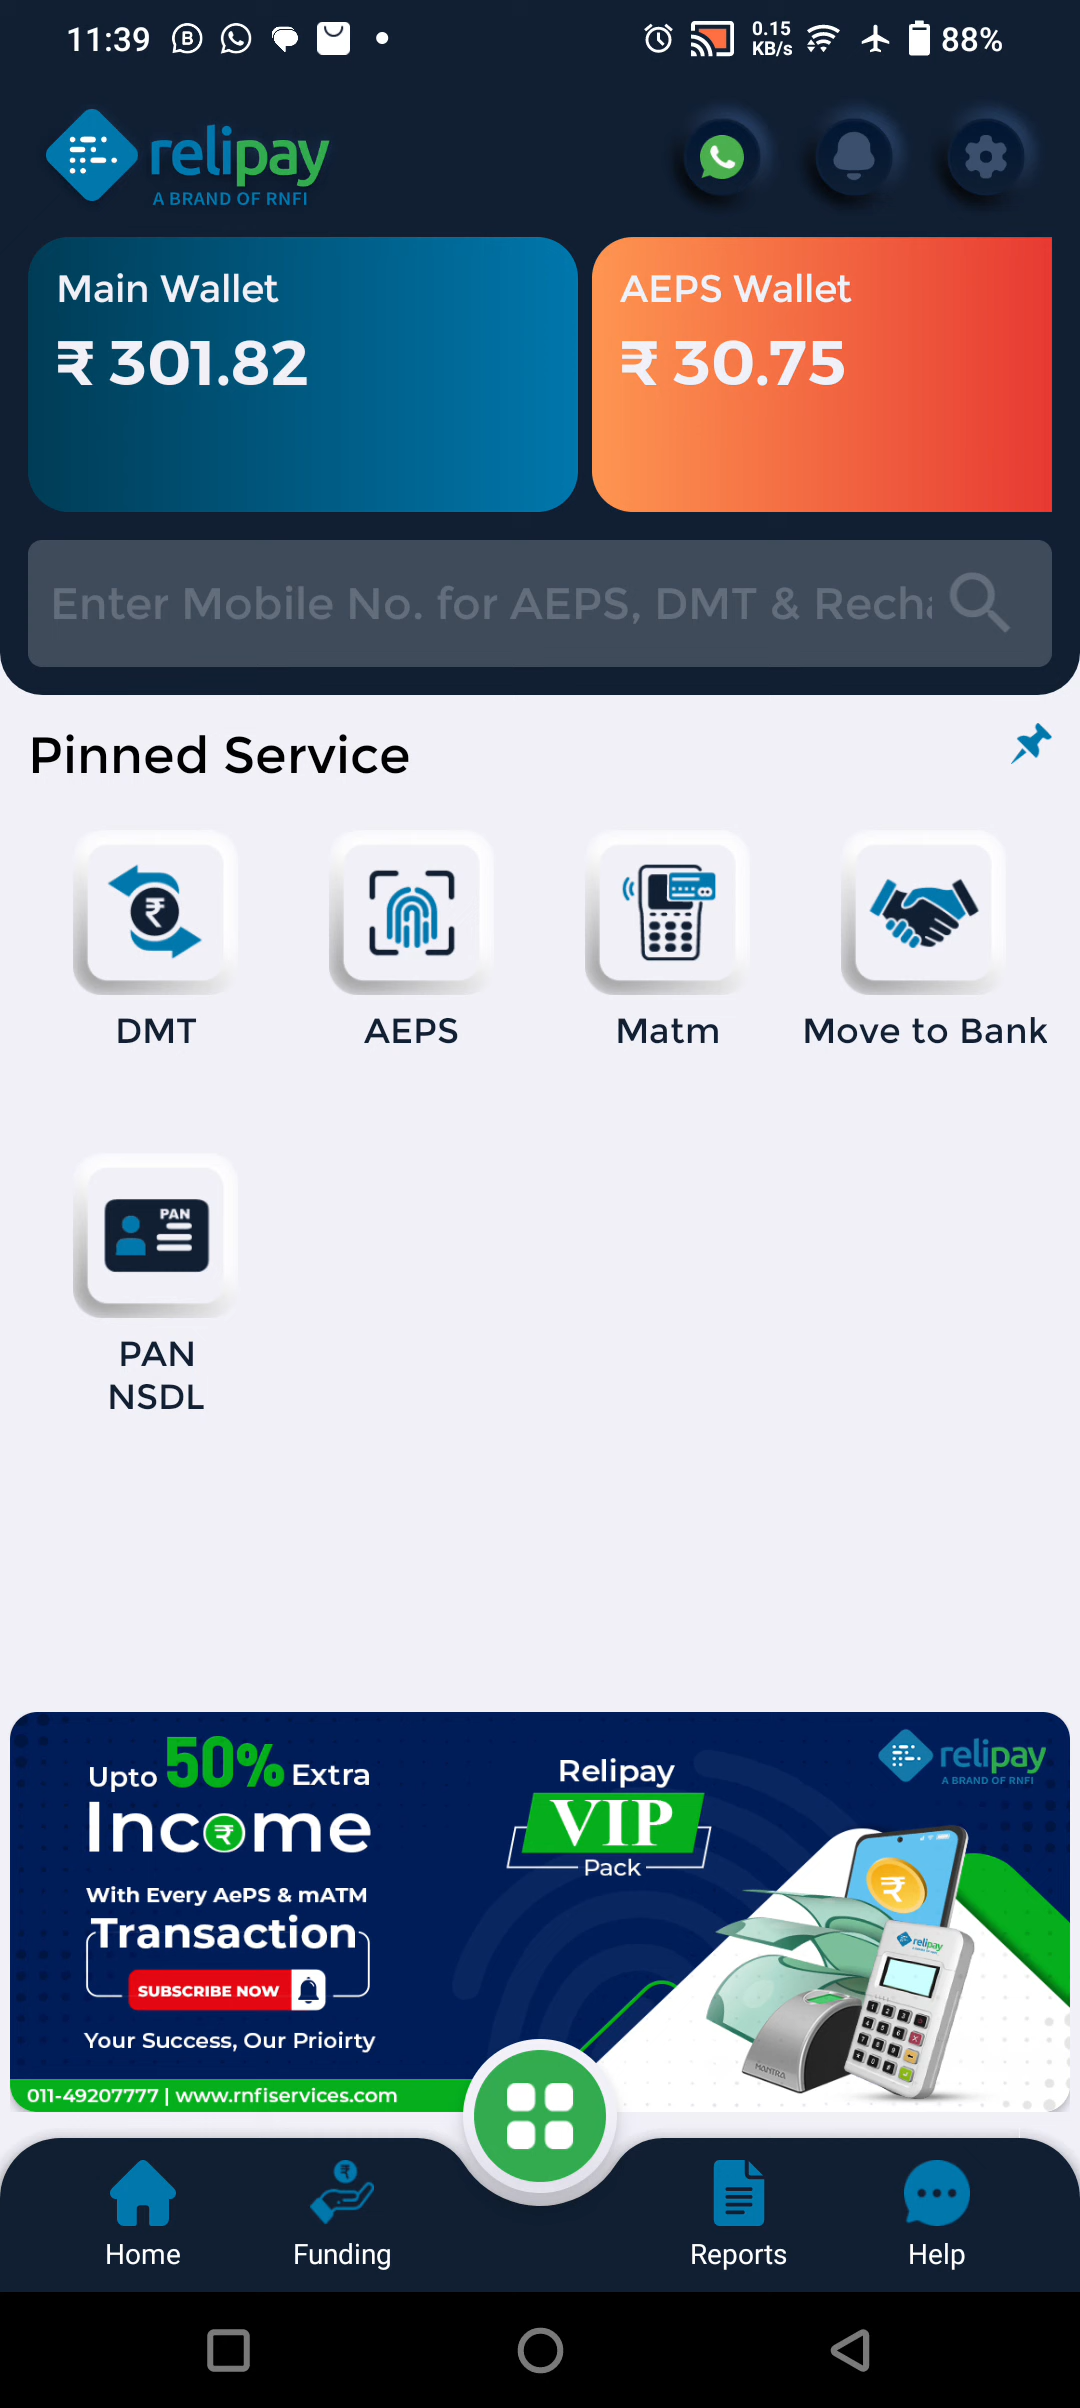 11:39
0.15
KB/s
88%
relipay
A BRAND OF RNFI
Main Wallet
₹ 301.82
AEPS Wallet
₹ 30.75
Enter Mobile No. for AEPS, DMT & Recha
Pinned Service
DMT
AEPS
Matm
Move to Bank
PAN
PAN
NSDL
Upto 50% Extra
Income
With Every AePS & mATM
Transaction
SUBSCRIBE NOW
Your Success, Our Prioirty
011-49207777 | www.rnfiservices.com
Relipay
VIP
Pack
relipay
A BRAND OF RNFI
relipay
MANTRA
Home
Funding
Reports
Help